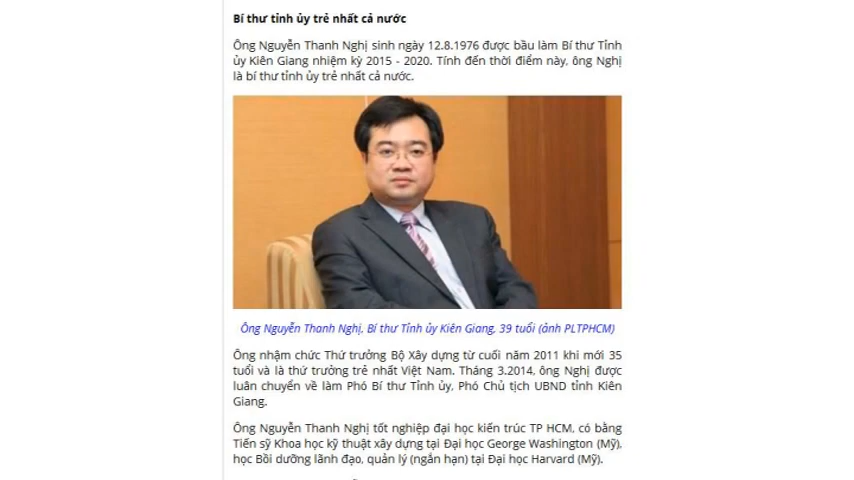 Bí thư tỉnh ủy trẻ nhất cả nước
Ông Nguyễn Thanh Nghị sinh ngày 12.8.1976 được bầu làm Bí thư Tỉnh
ủy Kiên Giang nhiệm kỳ 2015 - 2020. Tính đến thời điểm này, ông Nghị
là bí thư tỉnh ủy trẻ nhất cả nước.
Ông Nguyễn Thanh Nghị, Bí thư Tỉnh ủy Kiên Giang, 39 tuổi (ảnh PLTPHCM)
Ông nhậm chức Thứ trưởng Bộ Xây dựng từ cuối năm 2011 khi mới 35
tuổi và là thứ trưởng trẻ nhất Việt Nam. Tháng 3.2014, ông Nghị được
luân chuyển về làm Phó Bí thư Tỉnh ủy, Phó Chủ tịch UBND tỉnh Kiên
Giang.
Ông Nguyễn Thanh Nghị tốt nghiệp đại học kiến trúc TP HCM, có bằng
Tiến sỹ Khoa học kỹ thuật xây dựng tại Đại học George Washington (Mỹ),
học Bồi dưỡng lãnh đạo, quản lý (ngắn hạn) tại Đại học Harvard (Mỹ).